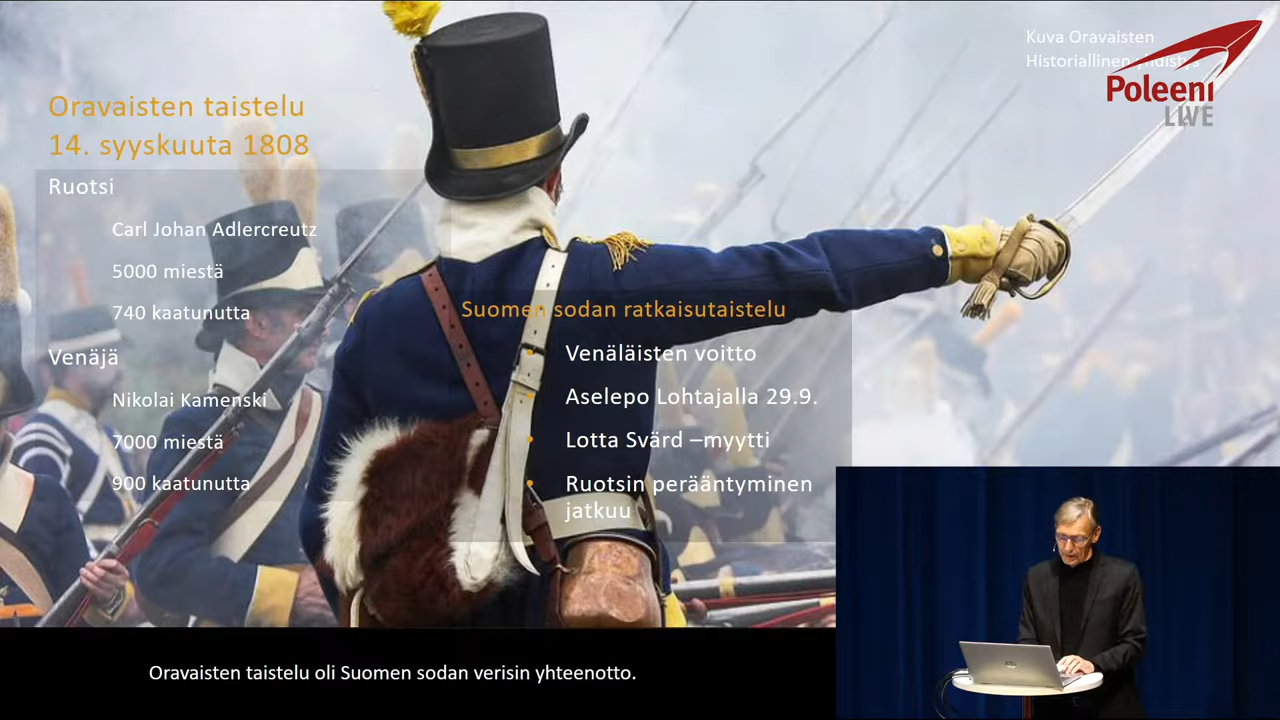 Kuva Oravaisten
Historiallinen yhdistys
Poleeni
LIVE
Oravaisten taistelu
14. syyskuuta 1808
Ruotsi
Carl Johan Adlercreutz
5000 miestä
740 kaatunutta
Venäjä
Nikolai Kamenski
7000 miestä
900 kaatunutta
Suomen sodan ratkaisutaistelu
• Venäläisten voitto
• Aselepo Lohtajalla 29.9.
• Lotta Svärd –myytti
• Ruotsin perääntyminen
jatkuu
Oravaisten taistelu oli Suomen sodan verisin yhteenotto.